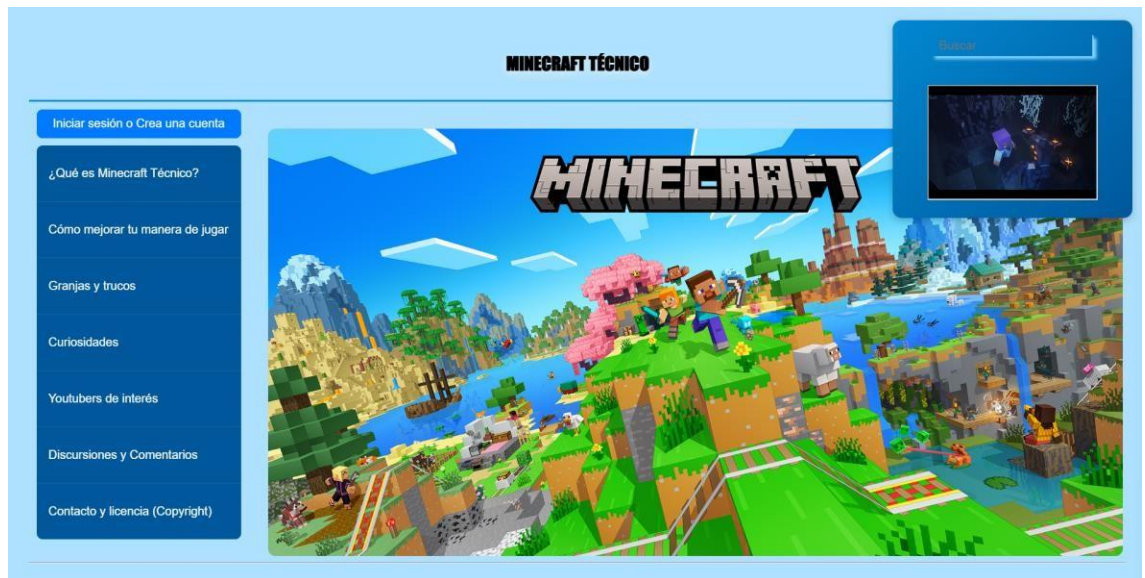 MINECRAFT TÉCNICO
Buscar
Iniciar sesión o Crea una cuenta
¿Qué es Minecraft Técnico?
Cómo mejorar tu manera de jugar
Granjas y trucos
Curiosidades
Youtubers de interés
Discursiones y Comentarios
Contacto y licencia (Copyright)
MINECRAFT